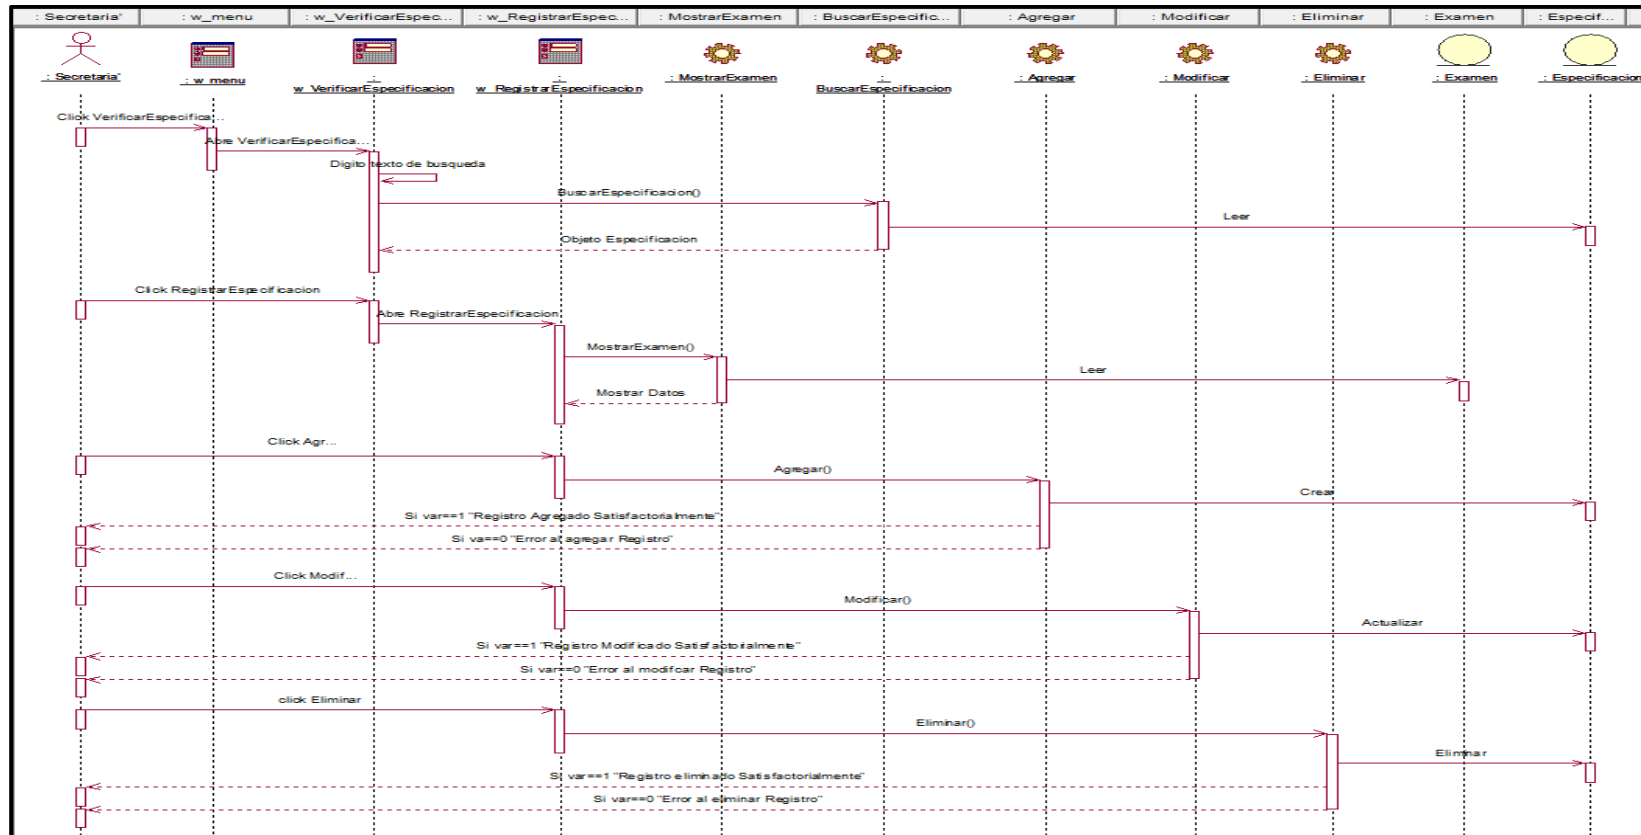 : Secretaria' : w_menu : w_VerificarEspec... : w_RegistrarEspec... : MostrarExamen : BuscarEspecific... : Agregar : Modificar : Eliminar : Examen : Especif...
: Secretaria' : w_menu : w_VerificarEspecificacion : w_RegistrarEspecificacion : MostrarExamen : BuscarEspecificacion : Agregar : Modificar : Eliminar : Examen : Especificacion
Click VerificarEspecifica...
Abre VerificarEspecifica...
Digito texto de busqueda
BuscarEspecificacion()
Leer
Objeto Especificacion
Click RegistrarEspecificacion
Abre RegistrarEspecificacion
MostrarExamen()
Leer
Mostrar Datos
Click Agr...
Agregar()
Crear
Si var==1 "Registro Agregado Satisfactorialmente"
Si va==0 "Error al agregar Registro"
Click Modif...
Modificar()
Actualizar
Si var==1 "Registro Modificado Satisfactorialmente"
Si var==0 "Error al modifcar Registro"
click Eliminar
Eliminar()
Eliminar
Si var==1 "Registro eliminado Satisfactorialmente"
Si var==0 "Error al eliminar Registro"